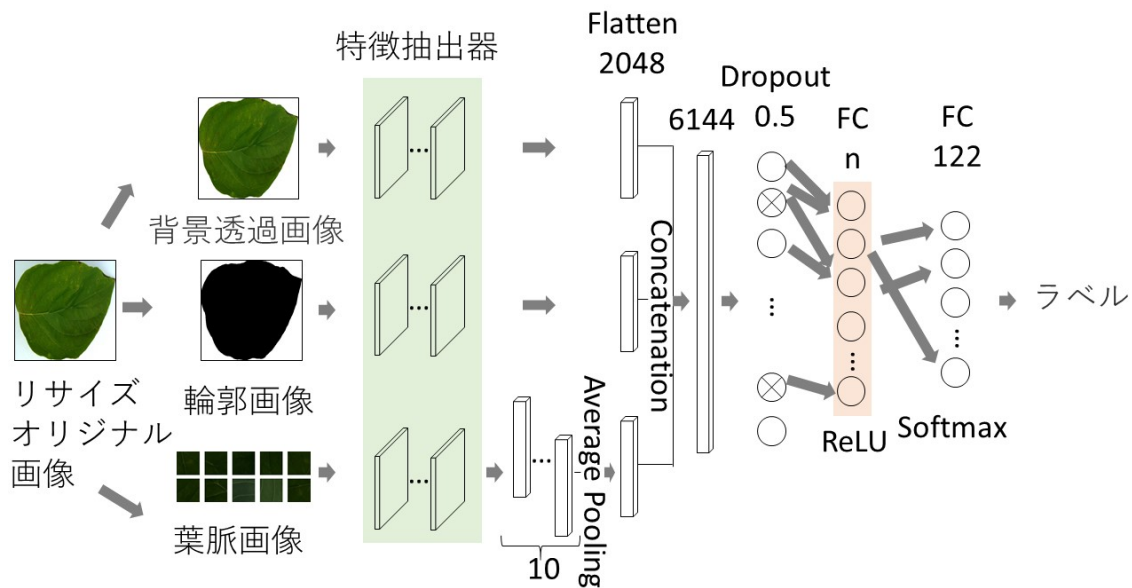 特徴抽出器
Flatten
2048
Dropout
0.5
6144
FC
n
FC
122
背景透過画像
Concatenation
ラベル
リサイズ
オリジナル
画像
輪郭画像
Average Pooling
ReLU
Softmax
葉脈画像
10